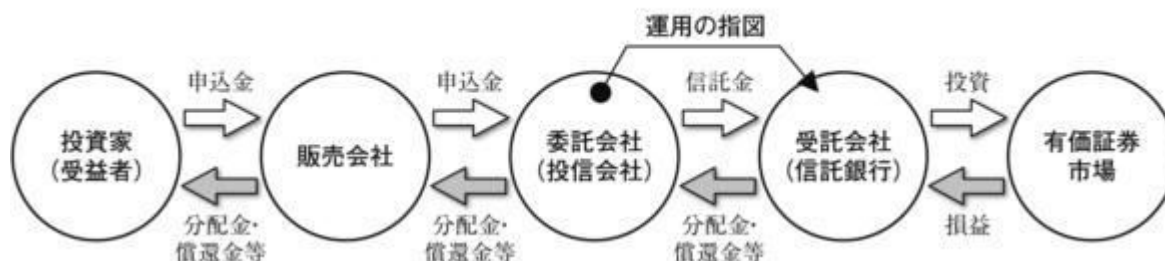 運用の指図
申込金
申込金
信託金
投資
投資家
(受益者)
販売会社
委託会社
(投信会社)
受託会社
(信託銀行)
有価証券
市場
分配金・
償還金等
分配金・
償還金等
分配金・
償還金等
損益